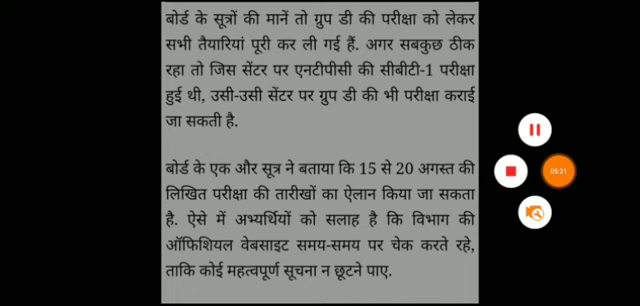 बोर्ड के सूत्रों की मानें तो ग्रुप डी की परीक्षा को लेकर
सभी तैयारियां पूरी कर ली गई हैं. अगर सबकुछ ठीक
रहा तो जिस सेंटर पर एनटीपीसी की सीबीटी-1 परीक्षा
हुई थी, उसी-उसी सेंटर पर ग्रुप डी की भी परीक्षा कराई
जा सकती है.
बोर्ड के एक और सूत्र ने बताया कि 15 से 20 अगस्त की
लिखित परीक्षा की तारीखों का ऐलान किया जा सकता
है. ऐसे में अभ्यर्थियों को सलाह है कि विभाग की
ऑफिशियल वेबसाइट समय-समय पर चेक करते रहे,
ताकि कोई महत्वपूर्ण सूचना न छूटने पाए.
05:21